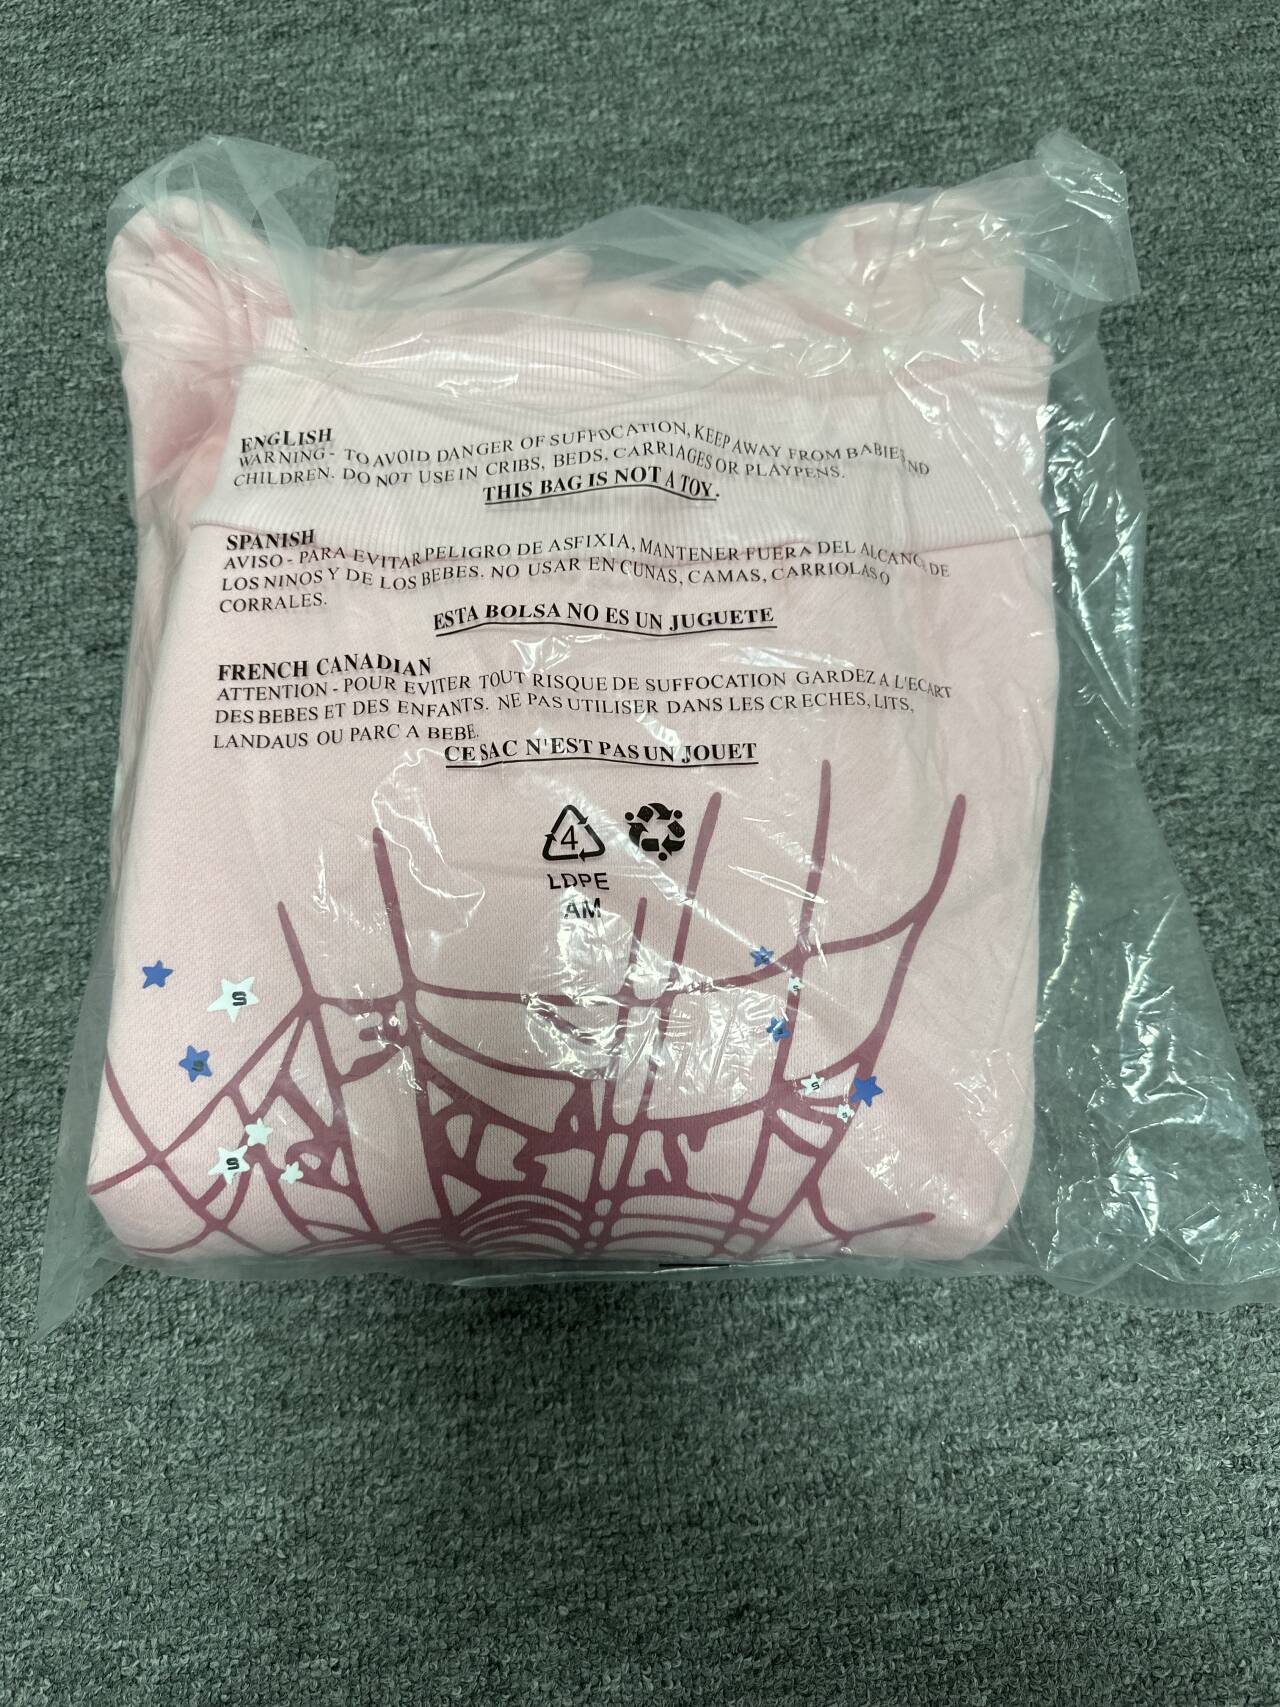 ENGLISH
WARNING - TO AVOID DANGER OF SUFFOCATION, KEEP AWAY FROM BABIES AND
CHILDREN. DO NOT USE IN CRIBS, BEDS, CARRIAGES OR PLAYPENS.
THIS BAG IS NOT A TOY.
SPANISH
AVISO - PARA EVITAR PELIGRO DE ASFIXIA, MANTENER FUERA DEL ALCANC DE
LOS NINOS Y DE LOS BEBES. NO USAR EN CUNAS, CAMAS, CARRIOLAS O
CORRALES.
ESTA BOLSA NO ES UN JUGUETE
FRENCH CANADIAN
ATTENTION - POUR EVITER TOUT RISQUE DE SUFFOCATION GARDEZ A L'ECART
DES BEBES ET DES ENFANTS. NE PAS UTILISER DANS LES CRECHES, LITS,
LANDAUS OU PARC A BEBE.
CE SAC N'EST PAS UN JOUET
4
LDPE
AM
S
S
S
S
S
S
S